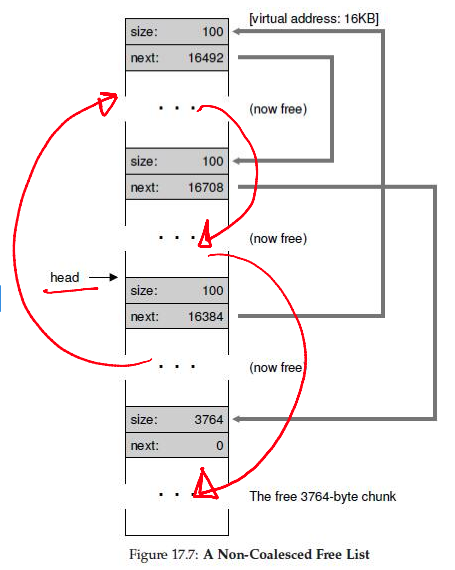 [virtual address: 16KB]
size: 100
next: 16492
. . .
(now free)
size: 100
next: 16708
. . .
(now free)
head
size: 100
next: 16384
. . .
(now free
size: 3764
next: 0
. . .
The free 3764-byte chunk
Figure 17.7: A Non-Coalesced Free List